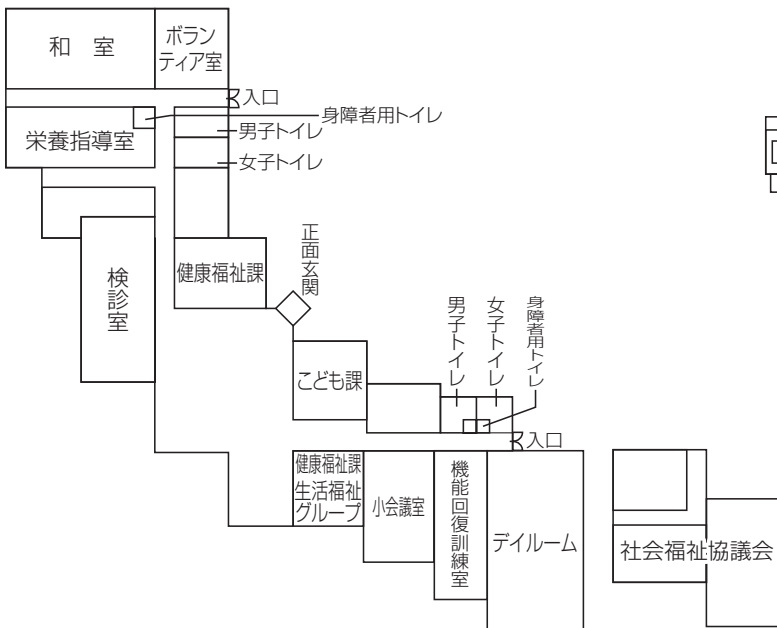 和　室
ボラン
ティア室
入口
身障者用トイレ
男子トイレ
栄養指導室
女子トイレ
正面玄関
健康福祉課
検診室
男子トイレ
女子トイレ
身障者用トイレ
こども課
入口
健康福祉課
生活福祉
グループ
小会議室
機能回復訓練室
デイルーム
社会福祉協議会